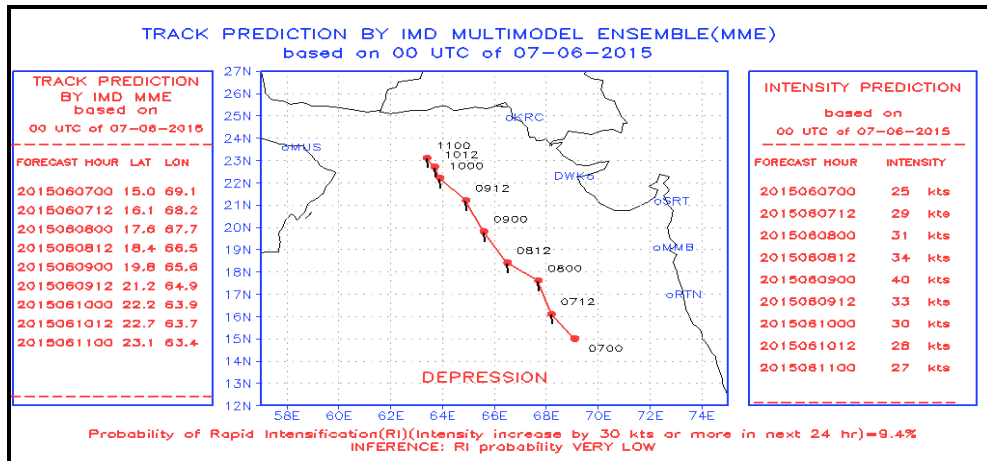 TRACK PREDICTION BY IMD MULTIMODEL ENSEMBLE(MME)
based on 00 UTC of 07-06-2015
TRACK PREDICTION
BY IMD MME
based on
00 UTC of 07-06-2015
FORECAST HOUR LAT LON
2015060700 15.0 69.1
2015060712 16.1 68.2
2015060800 17.6 67.7
2015060812 18.4 66.5
2015060900 19.8 65.6
2015060912 21.2 64.9
2015061000 22.2 63.9
2015061012 22.7 63.7
2015061100 23.1 63.4
27N
26N
25N
24N
23N
22N
21N
20N
19N
18N
17N
16N
15N
14N
13N
12N
58E 60E 62E 64E 66E 68E 70E 72E 74E
KRC
MUS
DWK
SRT
MMB
RTN
1100
1012
1000
0912
0900
0812
0800
0712
0700
DEPRESSION
INTENSITY PREDICTION
based on
00 UTC of 07-06-2015
FORECAST HOUR INTENSITY
2015060700 25 kts
2015060712 29 kts
2015060800 31 kts
2015060812 34 kts
2015060900 40 kts
2015060912 33 kts
2015061000 30 kts
2015061012 28 kts
2015061100 27 kts
Probability of Rapid Intensification(RI)(Intensity increase by 30 kts or more in next 24 hr)=9.4%
INFERENCE: RI probability VERY LOW